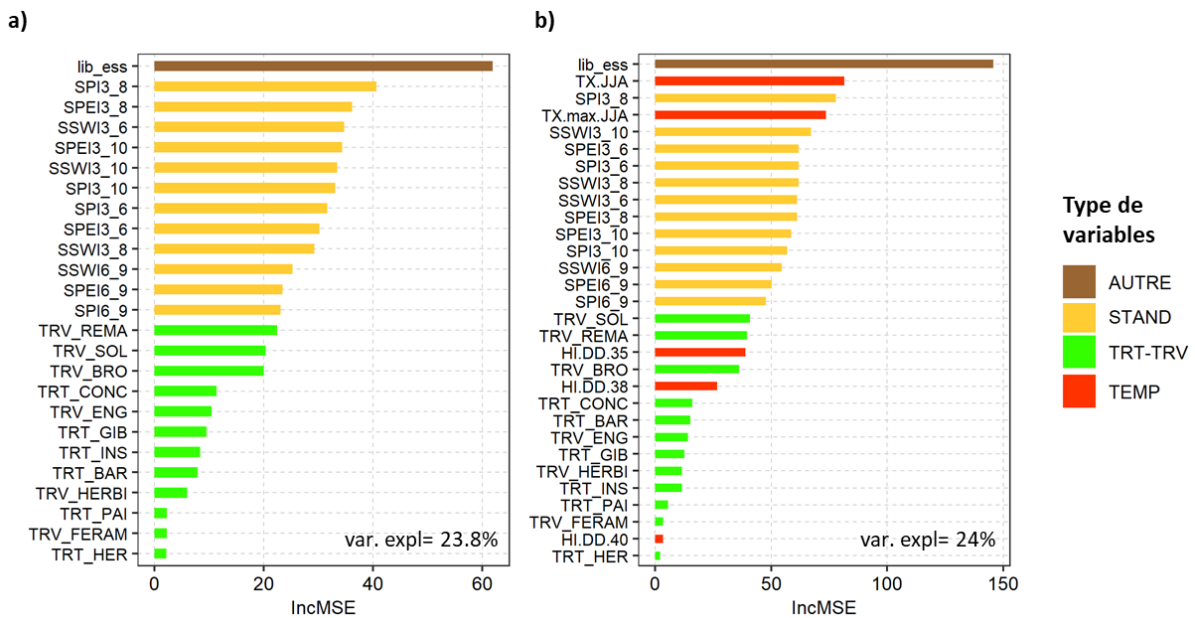 a)
lib_ess
SPI3_8
SPEI3_8
SSWI3_6
SPEI3_10
SSWI3_10
SPI3_10
SPI3_6
SPEI3_6
SSWI3_8
SSWI6_9
SPEI6_9
SPI6_9
TRV_REMA
TRV_SOL
TRV_BRO
TRT_CONC
TRV_ENG
TRT_GIB
TRT_INS
TRT_BAR
TRV_HERBI
TRT_PAI
TRV_FERAM
TRT_HER
var. expl= 23.8%
0 20 40 60
IncMSE
b)
lib_ess
TX.JJA
SPI3_8
TX.max.JJA
SSWI3_10
SPEI3_6
SPI3_6
SSWI3_8
SSWI3_6
SPEI3_8
SPEI3_10
SPI3_10
SSWI6_9
SPEI6_9
SPI6_9
TRV_SOL
TRV_REMA
HI.DD.35
TRV_BRO
HI.DD.38
TRT_CONC
TRT_BAR
TRV_ENG
TRT_GIB
TRV_HERBI
TRT_INS
TRT_PAI
TRV_FERAM
HI.DD.40
TRT_HER
var. expl= 24%
0 50 100 150
IncMSE
Type de
variables
AUTRE
STAND
TRT-TRV
TEMP